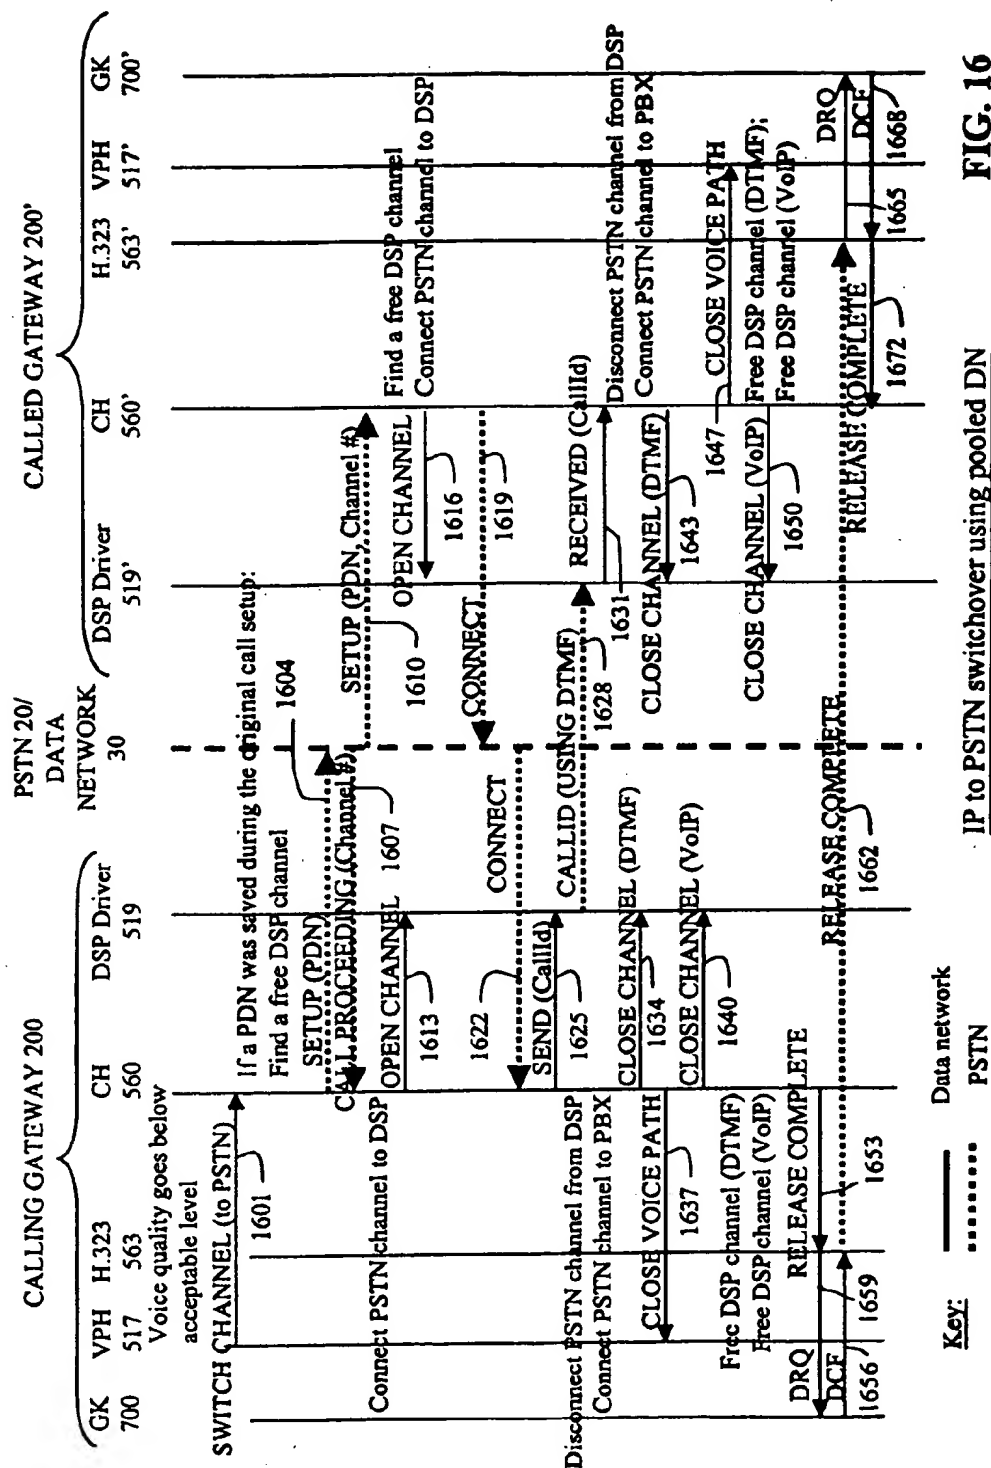 CALLING GATEWAY 200
PSTN 20/
DATA
NETWORK
30
CALLED GATEWAY 200'
GK
700
VPH
517
H.323
563
CH
560
DSP Driver
519
DSP Driver
519'
CH
560'
H.323
563'
VPH
517'
GK
700'
Voice quality goes below
acceptable level
SWITCH CHANNEL (to PSTN)
1601
If a PDN was saved during the original call setup:
Find a free DSP channel
SETUP (PDN)
1604
CALL PROCEEDING (Channel #)
1607
SETUP (PDN, Channel #)
1610
Connect PSTN channel to DSP
OPEN CHANNEL
1613
OPEN CHANNEL
1616
Find a free DSP channel
Connect PSTN channel to DSP
CONNECT
1619
CONNECT
1622
SEND (CallId)
1625
CALLID (USING DTMF)
1628
RECEIVED (CallId)
1631
Disconnect PSTN channel from DSP
Connect PSTN channel to PBX
CLOSE CHANNEL (DTMF)
1634
CLOSE VOICE PATH
1637
CLOSE CHANNEL (VoIP)
1640
Disconnect PSTN channel from DSP
Connect PSTN channel to PBX
CLOSE CHANNEL (DTMF)
1643
CLOSE VOICE PATH
1647
CLOSE CHANNEL (VoIP)
1650
Free DSP channel (DTMF);
Free DSP channel (VoIP)
Free DSP channel (DTMF)
Free DSP channel (VoIP)
RELEASE COMPLETE
1653
DRQ
1659
DCF
1656
RELEASE COMPLETE
1662
RELEASE COMPLETE
DRQ
1665
DCF
1668
1672
Key:
Data network
PSTN
IP to PSTN switchover using pooled DN
FIG. 16